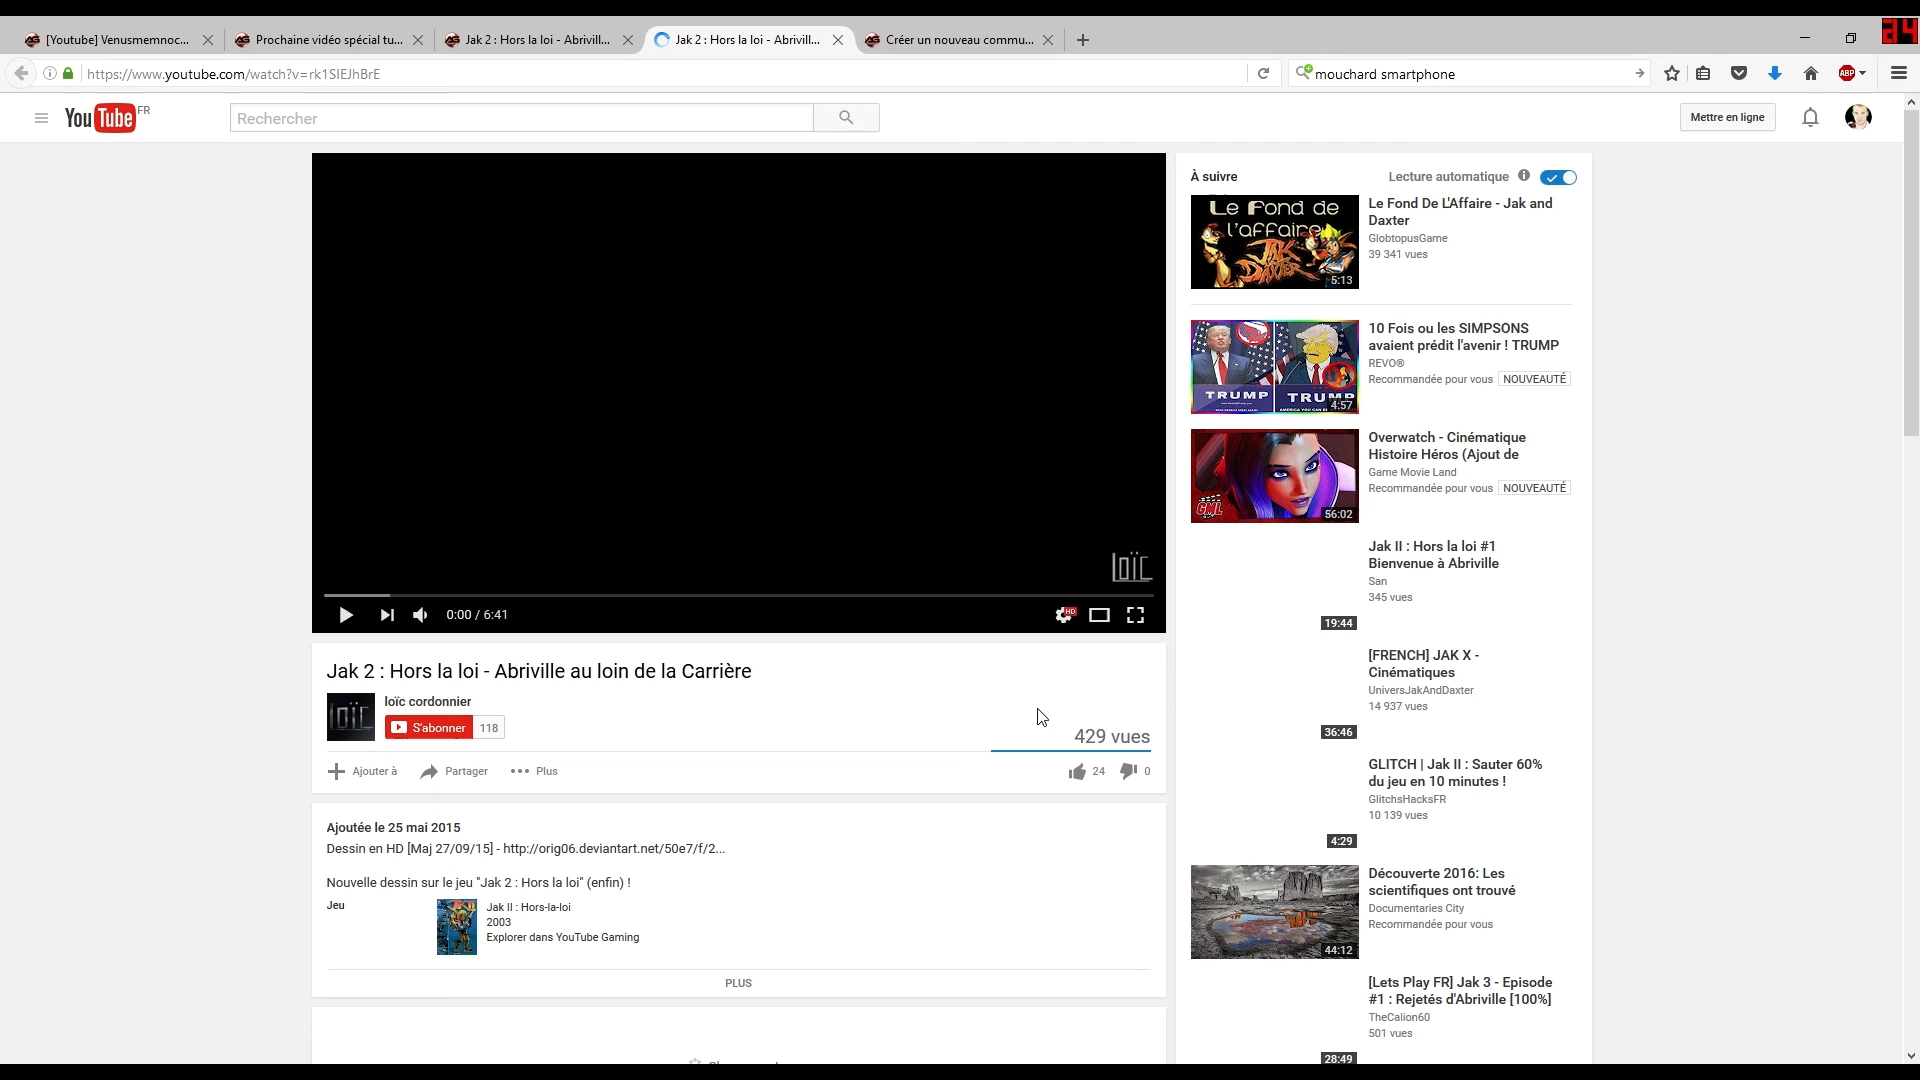 [Youtube] Venusmemnoc...
Prochaine vidéo spécial tu...
Jak 2 : Hors la loi - Abrivill...
Jak 2 : Hors la loi - Abrivill...
Créer un nouveau commu...
24
https://www.youtube.com/watch?v=rk1SIEJhBrE
mouchard smartphone
ABP
YouTube FR
Rechercher
Mettre en ligne
loïc
0:00 / 6:41
HD
Jak 2 : Hors la loi - Abriville au loin de la Carrière
loïc
loïc cordonnier
S'abonner 118
429 vues
Ajouter à Partager Plus
24 0
Ajoutée le 25 mai 2015
Dessin en HD [Maj 27/09/15] - http://orig06.deviantart.net/50e7/f/2...
Nouvelle dessin sur le jeu "Jak 2 : Hors la loi" (enfin) !
Jeu
Jak II : Hors-la-loi
2003
Explorer dans YouTube Gaming
PLUS
À suivre
Lecture automatique
Le Fond de
l'affaire
JAK
DAXTER
5:13
Le Fond De L'Affaire - Jak and
Daxter
GlobtopusGame
39 341 vues
TRUMP
TRUMP
4:57
10 Fois ou les SIMPSONS
avaient prédit l'avenir ! TRUMP
REVO®
Recommandée pour vous NOUVEAUTÉ
GML
56:02
Overwatch - Cinématique
Histoire Héros (Ajout de
Game Movie Land
Recommandée pour vous NOUVEAUTÉ
19:44
Jak II : Hors la loi #1
Bienvenue à Abriville
San
345 vues
36:46
[FRENCH] JAK X -
Cinématiques
UniversJakAndDaxter
14 937 vues
4:29
GLITCH | Jak II : Sauter 60%
du jeu en 10 minutes !
GlitchsHacksFR
10 139 vues
44:12
Découverte 2016: Les
scientifiques ont trouvé
Documentaries City
Recommandée pour vous
28:49
[Lets Play FR] Jak 3 - Episode
#1 : Rejetés d'Abriville [100%]
TheCalion60
501 vues